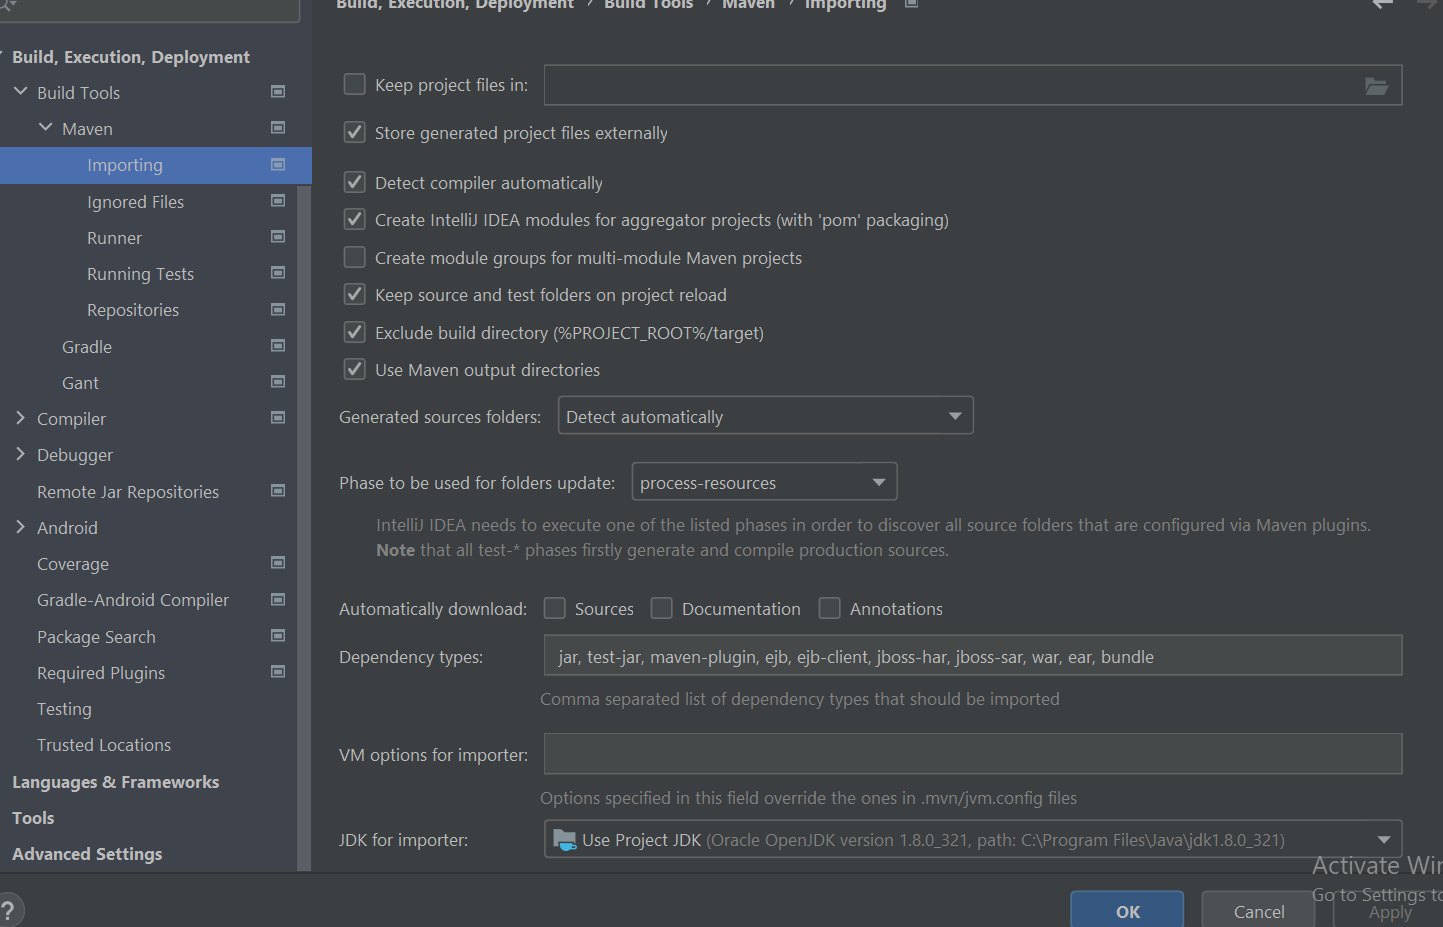 Build, Execution, Deployment › Build Tools › Maven › Importing
Build, Execution, Deployment
Build Tools
Maven
Importing
Ignored Files
Runner
Running Tests
Repositories
Gradle
Gant
Compiler
Debugger
Remote Jar Repositories
Android
Coverage
Gradle-Android Compiler
Package Search
Required Plugins
Testing
Trusted Locations
Languages & Frameworks
Tools
Advanced Settings
?
Keep project files in:
Store generated project files externally
Detect compiler automatically
Create IntelliJ IDEA modules for aggregator projects (with 'pom' packaging)
Create module groups for multi-module Maven projects
Keep source and test folders on project reload
Exclude build directory (%PROJECT_ROOT%/target)
Use Maven output directories
Generated sources folders: Detect automatically
Phase to be used for folders update: process-resources
IntelliJ IDEA needs to execute one of the listed phases in order to discover all source folders that are configured via Maven plugins.
Note that all test-* phases firstly generate and compile production sources.
Automatically download: Sources Documentation Annotations
Dependency types: jar, test-jar, maven-plugin, ejb, ejb-client, jboss-har, jboss-sar, war, ear, bundle
Comma separated list of dependency types that should be imported
VM options for importer:
Options specified in this field override the ones in .mvn/jvm.config files
JDK for importer: Use Project JDK (Oracle OpenJDK version 1.8.0_321, path: C:\Program Files\Java\jdk1.8.0_321)
Activate Win
Go to Settings to
OK Cancel Apply